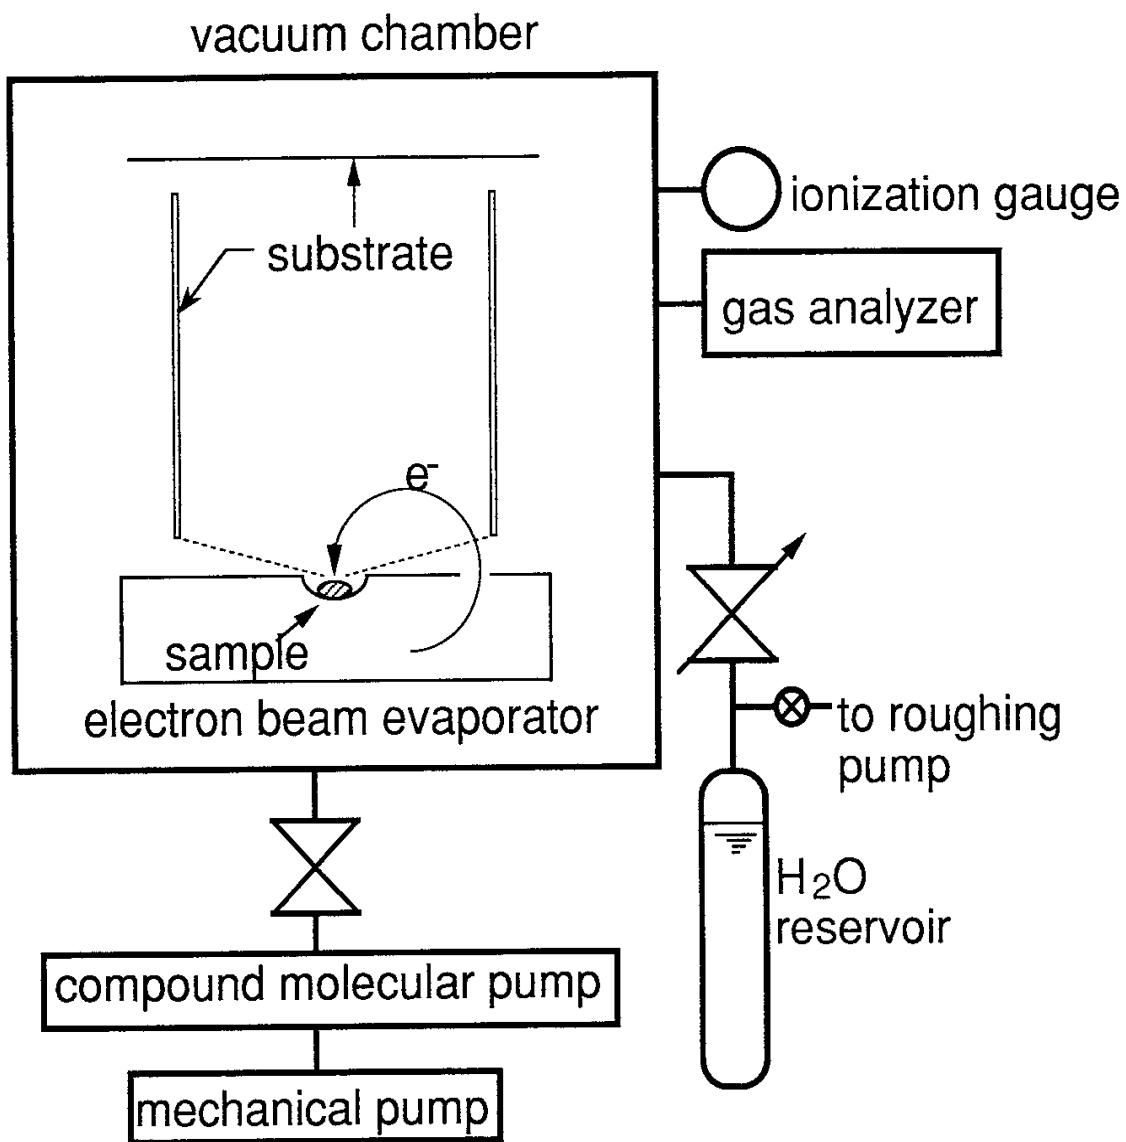 vacuum chamber
ionization gauge
substrate
gas analyzer
e⁻
sample
electron beam evaporator
to roughing
pump
H₂O
reservoir
compound molecular pump
mechanical pump